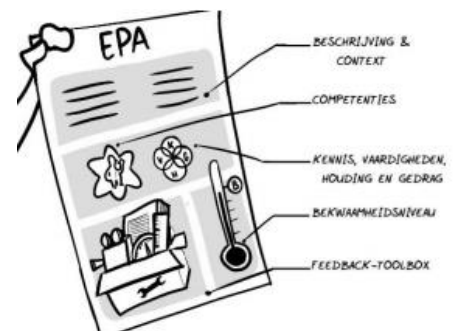 EPA
BESCHRIJVING &
CONTEXT
COMPETENTIES
KENNIS, VAARDIGHEDEN,
HOUDING EN GEDRAG
BEKWAAMHEIDSNIVEAU
FEEDBACK-TOOLBOX